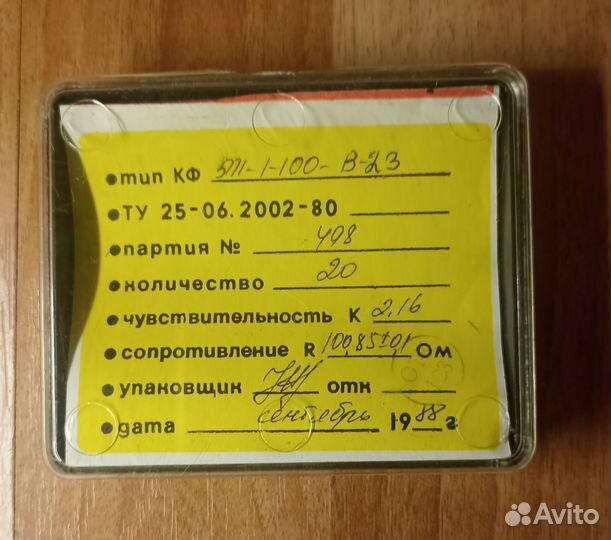 • тип КФ 5П1-1-100-В-23
• ТУ 25-06.2002-80
• партия № 498
• количество 20
• чувствительность К 2,16
• сопротивление R 100,85±0,1 Ом
• упаковщик отк
• дата сентябрь 1988г
Avito